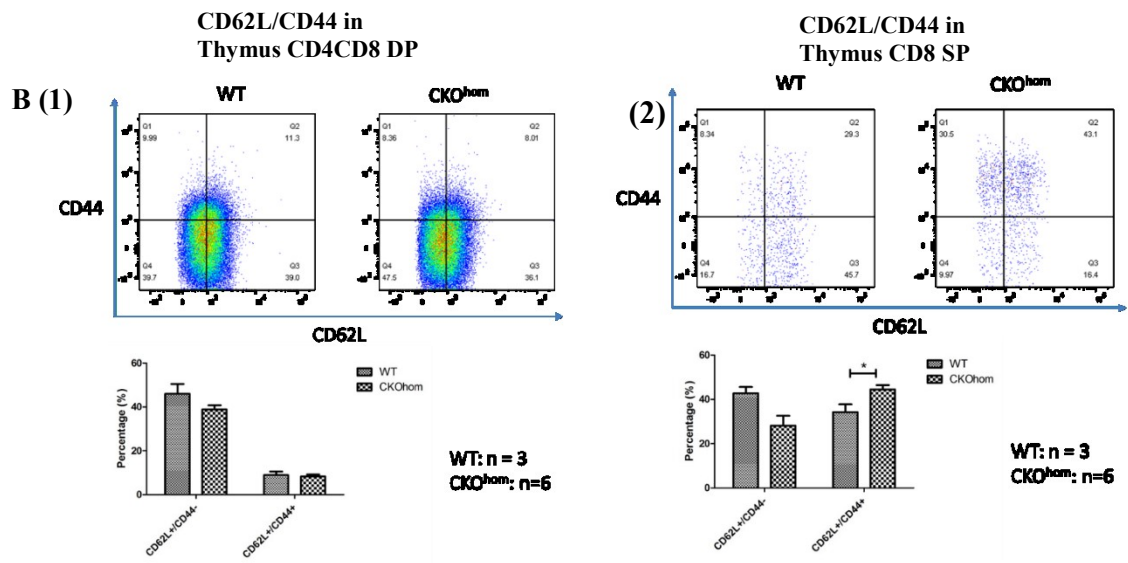 CD62L/CD44 in
Thymus CD4CD8 DP
CD62L/CD44 in
Thymus CD8 SP
B (1)
WT
CKOhom
Q1
9.99
Q2
11.3
Q4
39.7
Q3
39.0
Q1
8.36
Q2
8.01
Q4
47.5
Q3
36.1
CD44
CD62L
(2)
WT
CKOhom
Q1
8.34
Q2
29.3
Q4
16.7
Q3
45.7
Q1
30.5
Q2
43.1
Q4
9.97
Q3
16.4
CD44
CD62L
Percentage (%)
60
40
20
0
CD62L+/CD44-
CD62L+/CD44+
WT
CKOhom
WT: n = 3
CKOhom: n=6
Percentage (%)
60
40
20
0
*
CD62L+/CD44-
CD62L+/CD44+
WT
CKOhom
WT: n = 3
CKOhom: n=6